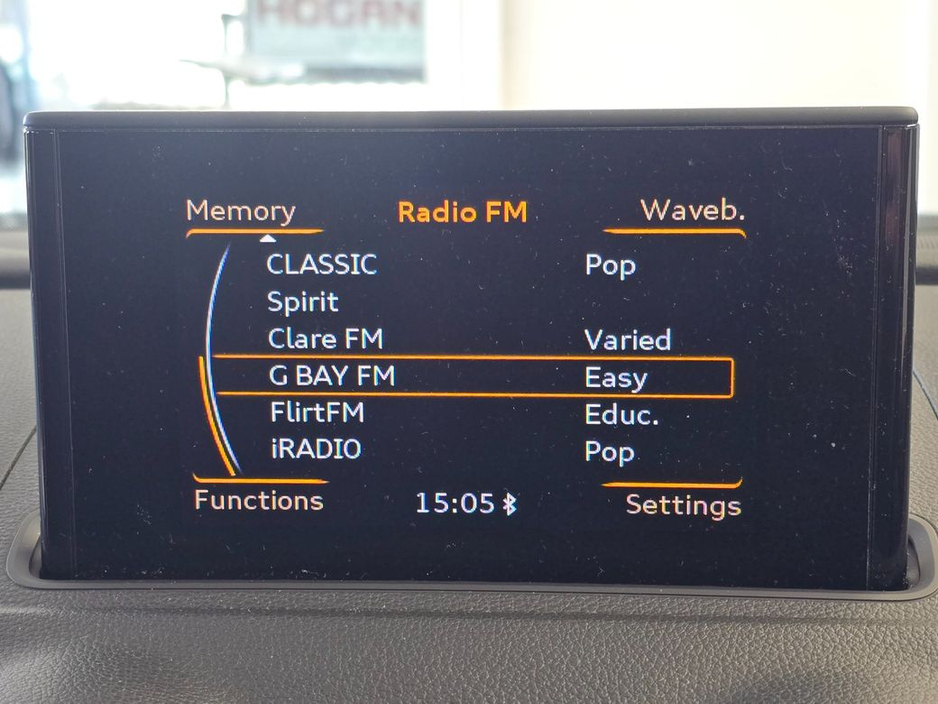 HOGAN
Memory Radio FM Waveb.
CLASSIC Pop
Spirit
Clare FM Varied
G BAY FM Easy
FlirtFM Educ.
iRADIO Pop
Functions 15:05 Settings